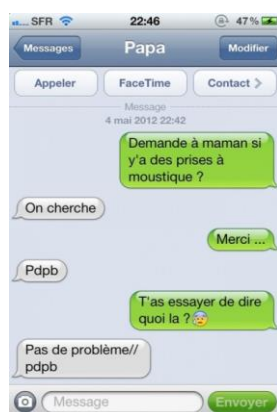 SFR 22:46 47%
Messages Papa Modifier
Appeler FaceTime Contact
Message
4 mai 2012 22:42
Demande à maman si
y'a des prises à
moustique ?
On cherche
Merci ...
Pdpb
T'as essayer de dire
quoi la ?😰
Pas de problème//
pdpb
Message Envoyer